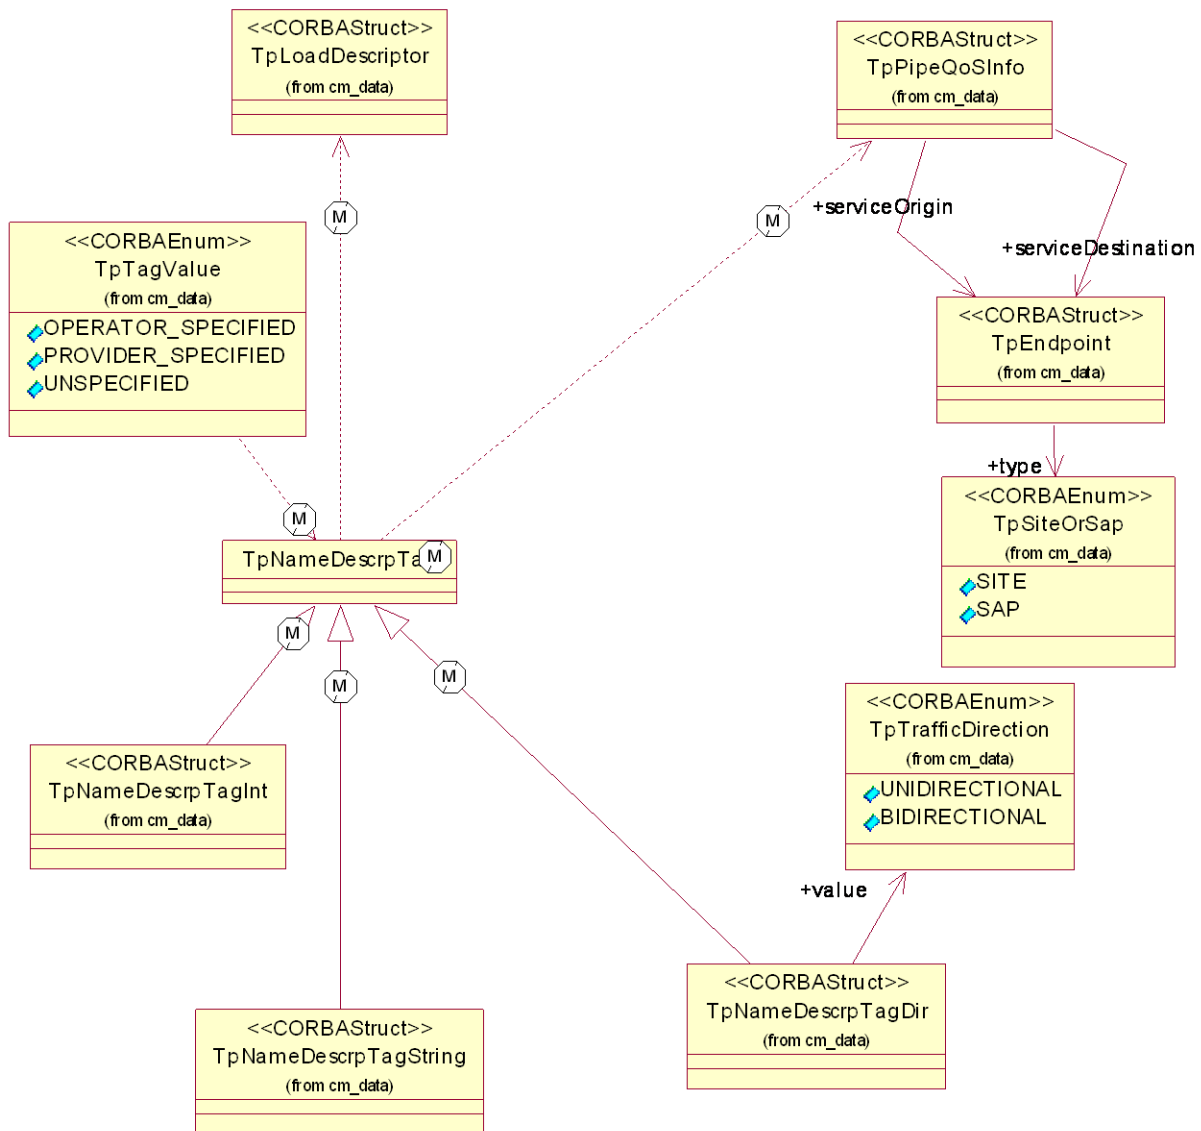 <<CORBAStruct>>
TpLoadDescriptor
(from cm_data)
<<CORBAStruct>>
TpPipeQoSInfo
(from cm_data)
M
M
+serviceOrigin
+serviceDestination
<<CORBAEnum>>
TpTagValue
(from cm_data)
OPERATOR_SPECIFIED
PROVIDER_SPECIFIED
UNSPECIFIED
<<CORBAStruct>>
TpEndpoint
(from cm_data)
+type
<<CORBAEnum>>
TpSiteOrSap
(from cm_data)
SITE
SAP
M
TpNameDescrpTa
M
M
M
M
<<CORBAEnum>>
TpTrafficDirection
(from cm_data)
UNIDIRECTIONAL
BIDIRECTIONAL
<<CORBAStruct>>
TpNameDescrpTagInt
(from cm_data)
+value
<<CORBAStruct>>
TpNameDescrpTagDir
(from cm_data)
<<CORBAStruct>>
TpNameDescrpTagString
(from cm_data)